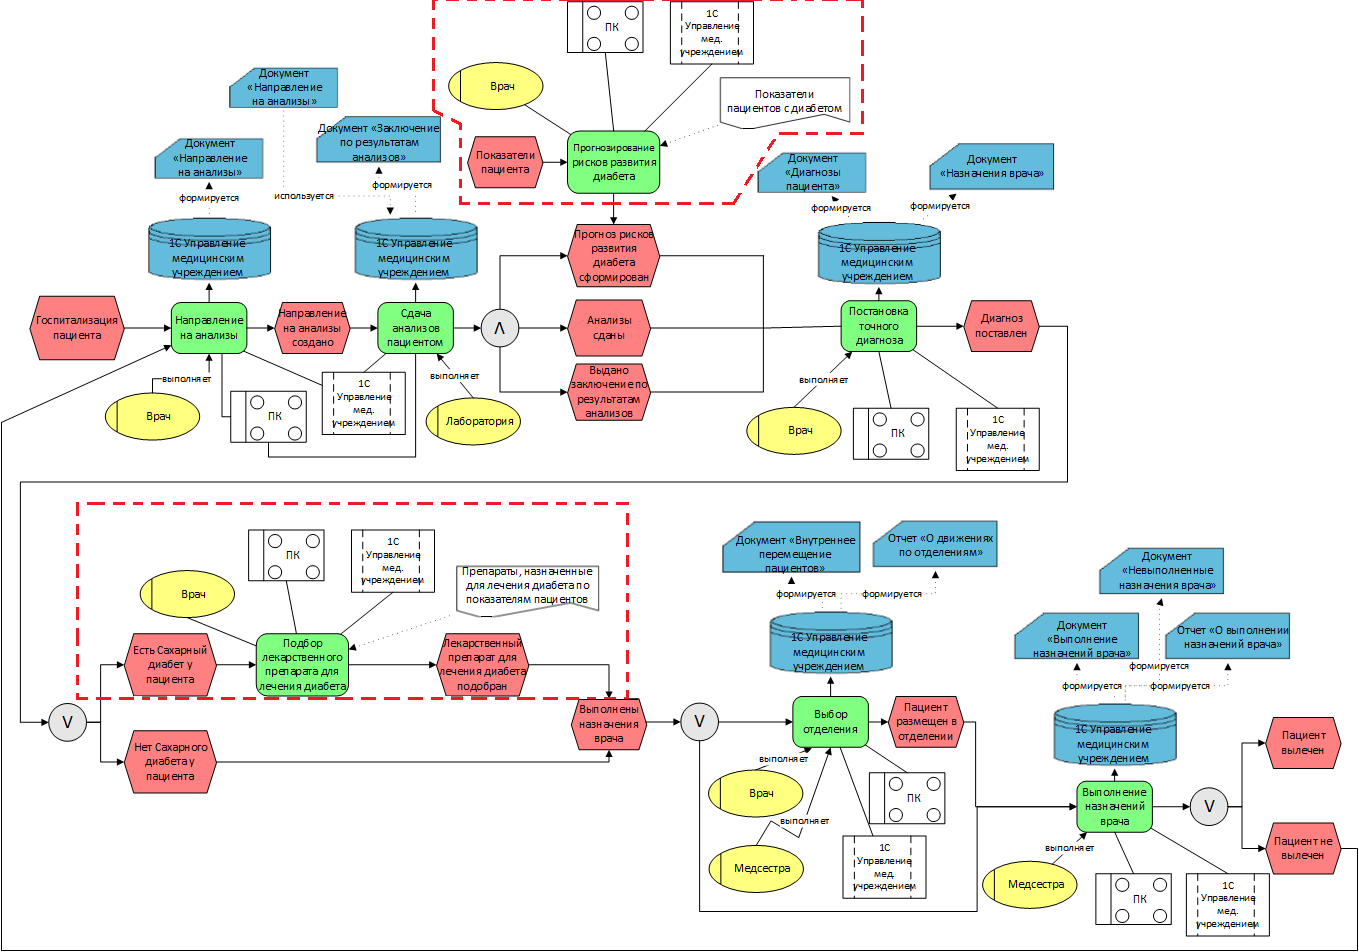 ПК
1С
Управление
мед.
учреждением
Врач
Показатели
пациентов с диабетом
Показатели
пациента
Прогнозирование
рисков развития
диабета
Документ
«Направление
на анализы»
Документ
«Направление
на анализы»
Документ «Заключение
по результатам
анализов»
формируется
используется
формируется
Документ
«Диагнозы
пациента»
Документ
«Назначения врача»
формируется
формируется
1С Управление
медицинским
учреждением
1С Управление
медицинским
учреждением
Прогноз рисков
развития
диабета
сформирован
1С Управление
медицинским
учреждением
Госпитализация
пациента
Направление
на анализы
Направление
на анализы
создано
Сдача
анализов
пациентом
Λ
Анализы
сданы
Постановка
точного
диагноза
Диагноз
поставлен
Выдано
заключение по
результатам
анализов
выполняет
Врач
ПК
1С
Управление
мед.
учреждением
выполняет
Лаборатория
выполняет
Врач
ПК
1С
Управление
мед.
учреждением
ПК
1С
Управление
мед.
учреждением
Врач
Препараты, назначенные
для лечения диабета по
показателям пациентов
Есть Сахарный
диабет у
пациента
Подбор
лекарственного
препарата для
лечения диабета
Лекарственный
препарат для
лечения диабета
подобран
V
Нет Сахарного
диабета у
пациента
Выполнены
назначения
врача
V
Документ «Внутреннее
перемещение
пациентов»
Отчет «О движениях
по отделениям»
формируется
формируется
1С Управление
медицинским
учреждением
Выбор
отделения
Пациент
размещен в
отделении
выполняет
Врач
выполняет
Медсестра
ПК
1С
Управление
мед.
учреждением
Документ
«Невыполненные
назначения врача»
Документ
«Выполнение
назначений врача»
Отчет «О выполнении
назначений врача»
формируется
формируется
формируется
1С Управление
медицинским
учреждением
Выполнение
назначений
врача
V
Пациент
вылечен
Пациент не
вылечен
выполняет
Медсестра
ПК
1С
Управление
мед.
учреждением